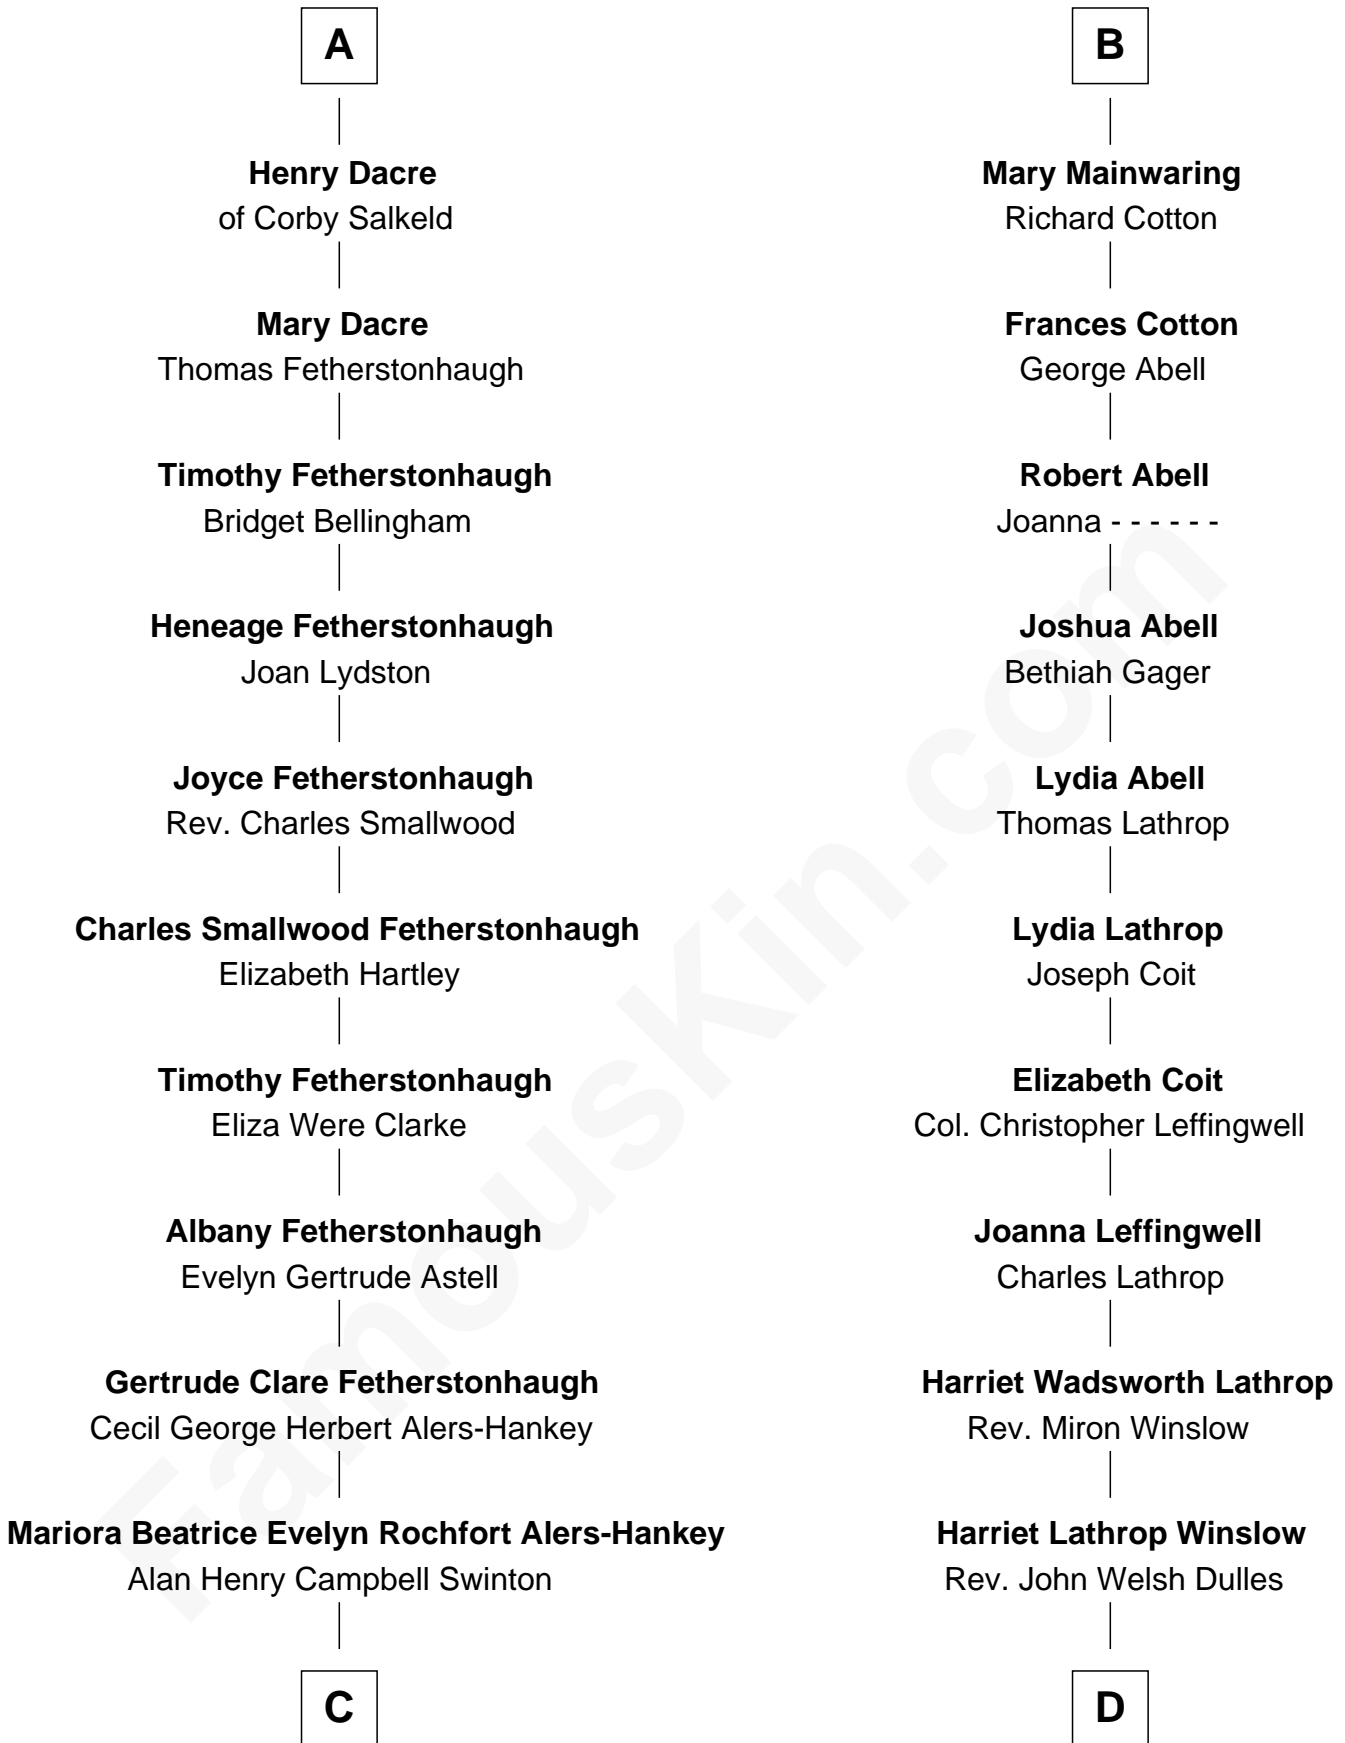 A
Henry Dacre
of Corby Salkeld
Mary Dacre
Thomas Fetherstonhaugh
Timothy Fetherstonhaugh
Bridget Bellingham
Heneage Fetherstonhaugh
Joan Lydston
Joyce Fetherstonhaugh
Rev. Charles Smallwood
Charles Smallwood Fetherstonhaugh
Elizabeth Hartley
Timothy Fetherstonhaugh
Eliza Were Clarke
Albany Fetherstonhaugh
Evelyn Gertrude Astell
Gertrude Clare Fetherstonhaugh
Cecil George Herbert Alers-Hankey
Mariora Beatrice Evelyn Rochfort Alers-Hankey
Alan Henry Campbell Swinton
C
B
Mary Mainwaring
Richard Cotton
Frances Cotton
George Abell
Robert Abell
Joanna - - - - - -
Joshua Abell
Bethiah Gager
Lydia Abell
Thomas Lathrop
Lydia Lathrop
Joseph Coit
Elizabeth Coit
Col. Christopher Leffingwell
Joanna Leffingwell
Charles Lathrop
Harriet Wadsworth Lathrop
Rev. Miron Winslow
Harriet Lathrop Winslow
Rev. John Welsh Dulles
D
FamousKin.com